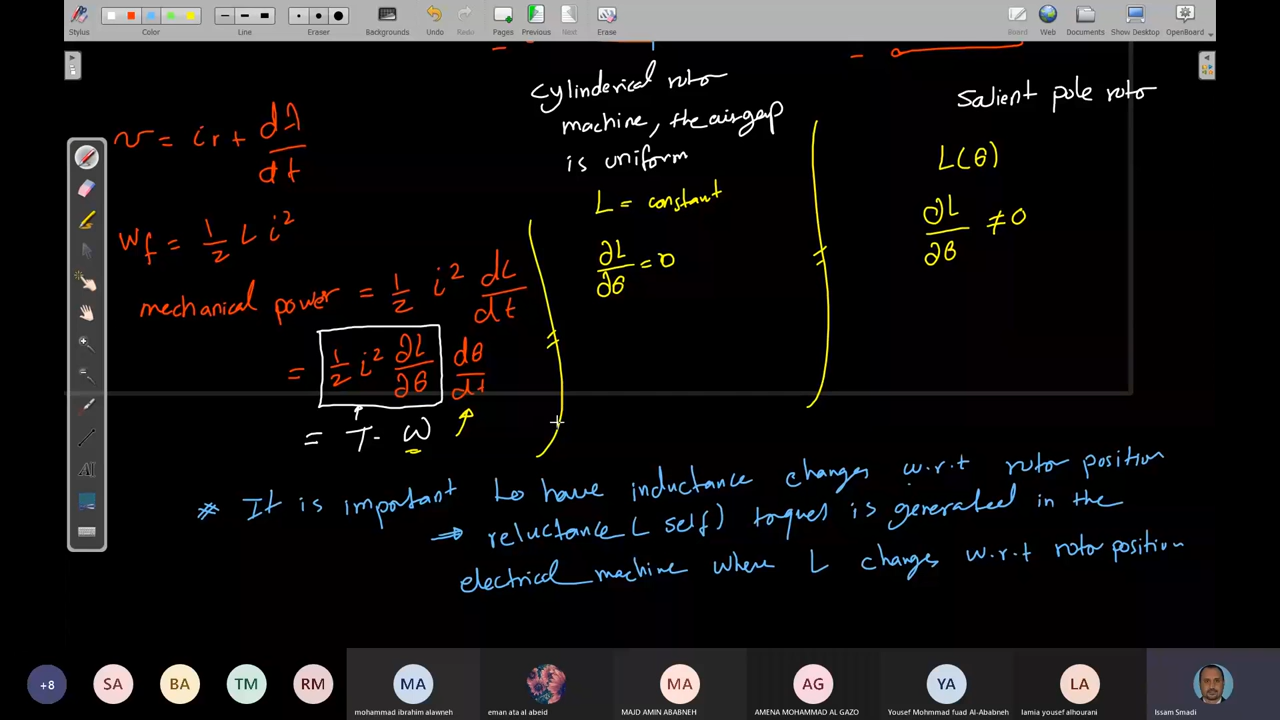 Stylus
Color
Line
Eraser
Backgrounds
Undo
Redo
Pages
Previous
Next
Erase
Board
Web
Documents
Show Desktop
OpenBoard
v = ir + dλ/dt
Wf = 1/2 L i²
mechanical power = 1/2 i² dL/dt
= 1/2 i² ∂L/∂θ dθ/dt
= T · ω
cylinderical rotor
machine, the airgap
is uniform
L = constant
∂L/∂θ = 0
Salient pole rotor
L(θ)
∂L/∂θ ≠ 0
* It is important to have inductance changes w.r.t rotor position
⇒ reluctance ( self) torques is generated in the
electrical machine where L changes w.r.t rotor position
+8
SA
BA
TM
RM
MA
mohammad ibrahim alawneh
eman ata al abeid
MA
MAJD AMIN ABABNEH
AG
AMENA MOHAMMAD AL GAZO
YA
Yousef Mohmmad fuad Al-Ababneh
LA
lamia yousef alhourani
Issam Smadi